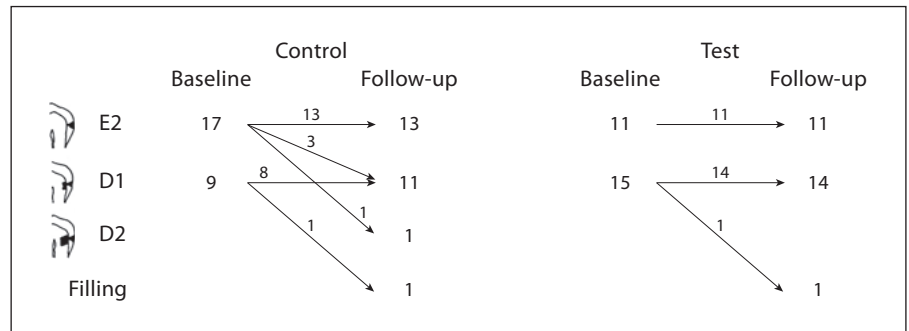 Control Test
Baseline Follow-up Baseline Follow-up
E2 17 13 13 11 11 11
3
D1 9 8 11 15 14 14
1 1 1
D2 1
Filling 1 1